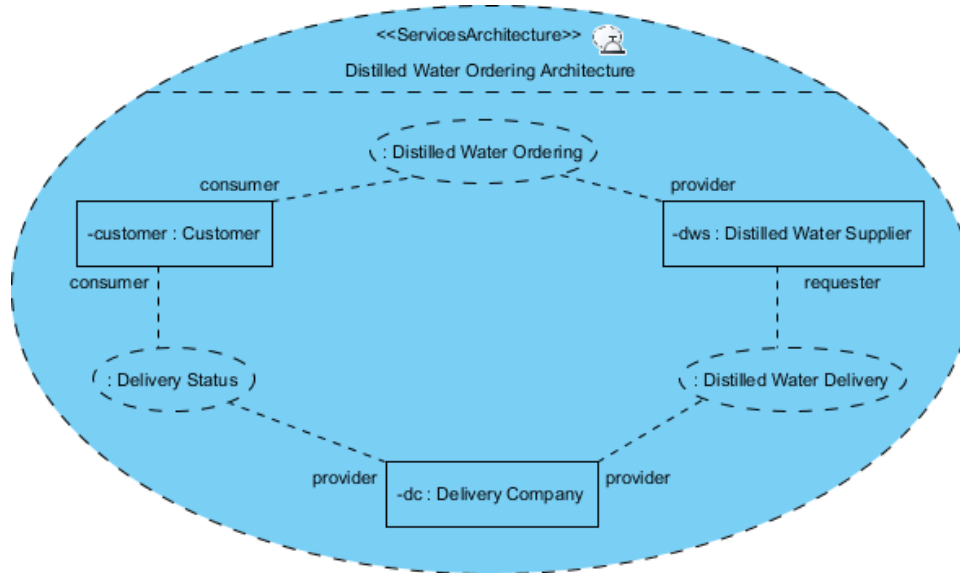 <<ServicesArchitecture>>
Distilled Water Ordering Architecture
: Distilled Water Ordering
consumer
provider
-customer : Customer
-dws : Distilled Water Supplier
consumer
requester
: Delivery Status
: Distilled Water Delivery
provider
provider
-dc : Delivery Company